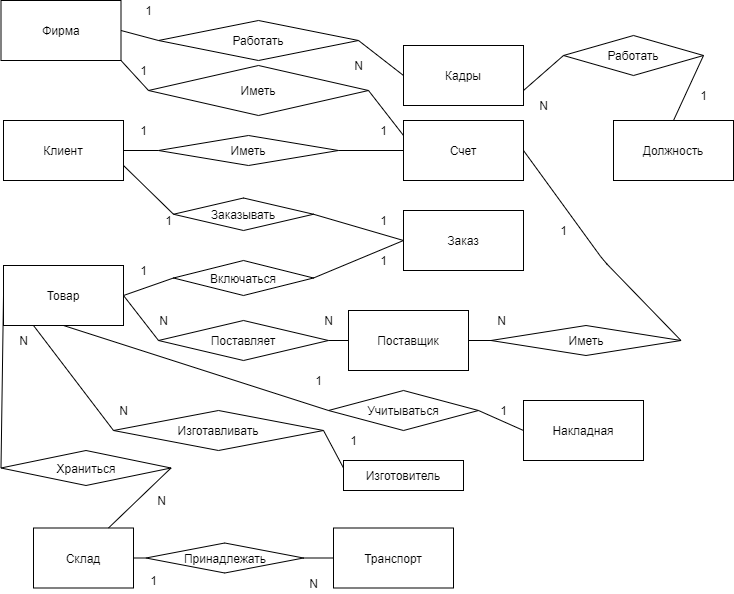 1
Фирма
Работать
N
Кадры
Работать
1
Иметь
N
1
1
Клиент
Иметь
1
Счет
Должность
1
Заказывать
1
1
Заказ
1
Включаться
1
Товар
N
Поставляет
N
Поставщик
N
Иметь
N
1
Учитываться
1
Накладная
N
Изготавливать
1
Изготовитель
Храниться
N
Склад
Принадлежать
Транспорт
1
N